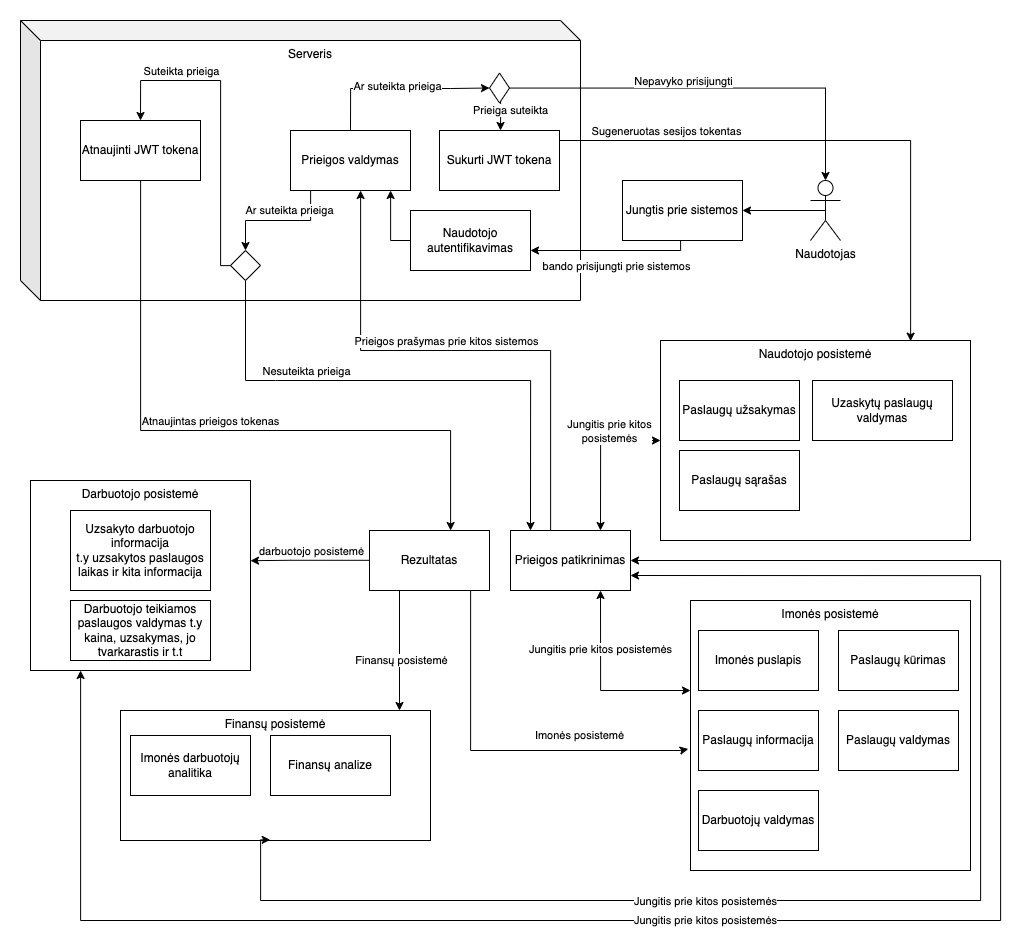 Serveris
Suteikta prieiga
Ar suteikta prieiga
Nepavyko prisijungti
Prieiga suteikta
Sugeneruotas sesijos tokentas
Atnaujinti JWT tokena
Prieigos valdymas
Sukurti JWT tokena
Ar suteikta prieiga
Naudotojo
autentifikavimas
Jungtis prie sistemos
Naudotojas
bando prisijungti prie sistemos
Prieigos prašymas prie kitos sistemos
Nesuteikta prieiga
Atnaujintas prieigos tokenas
Naudotojo posistemė
Paslaugų užsakymas
Uzaskytų paslaugų
valdymas
Paslaugų sąrašas
Jungitis prie kitos
posistemės
Darbuotojo posistemė
Uzsakyto darbuotojo
informacija
t.y uzsakytos paslaugos
laikas ir kita informacija
Darbuotojo teikiamos
paslaugos valdymas t.y
kaina, uzsakymas, jo
tvarkarastis ir t.t
darbuotojo posistemė
Rezultatas
Prieigos patikrinimas
Jungitis prie kitos posistemės
Finansų posistemė
Imonės posistemė
Finansų posistemė
Imonės darbuotojų
analitika
Finansų analize
Imonės posistemė
Imonės puslapis
Paslaugų kūrimas
Paslaugų informacija
Paslaugų valdymas
Darbuotojų valdymas
Jungitis prie kitos posistemės
Jungitis prie kitos posistemės